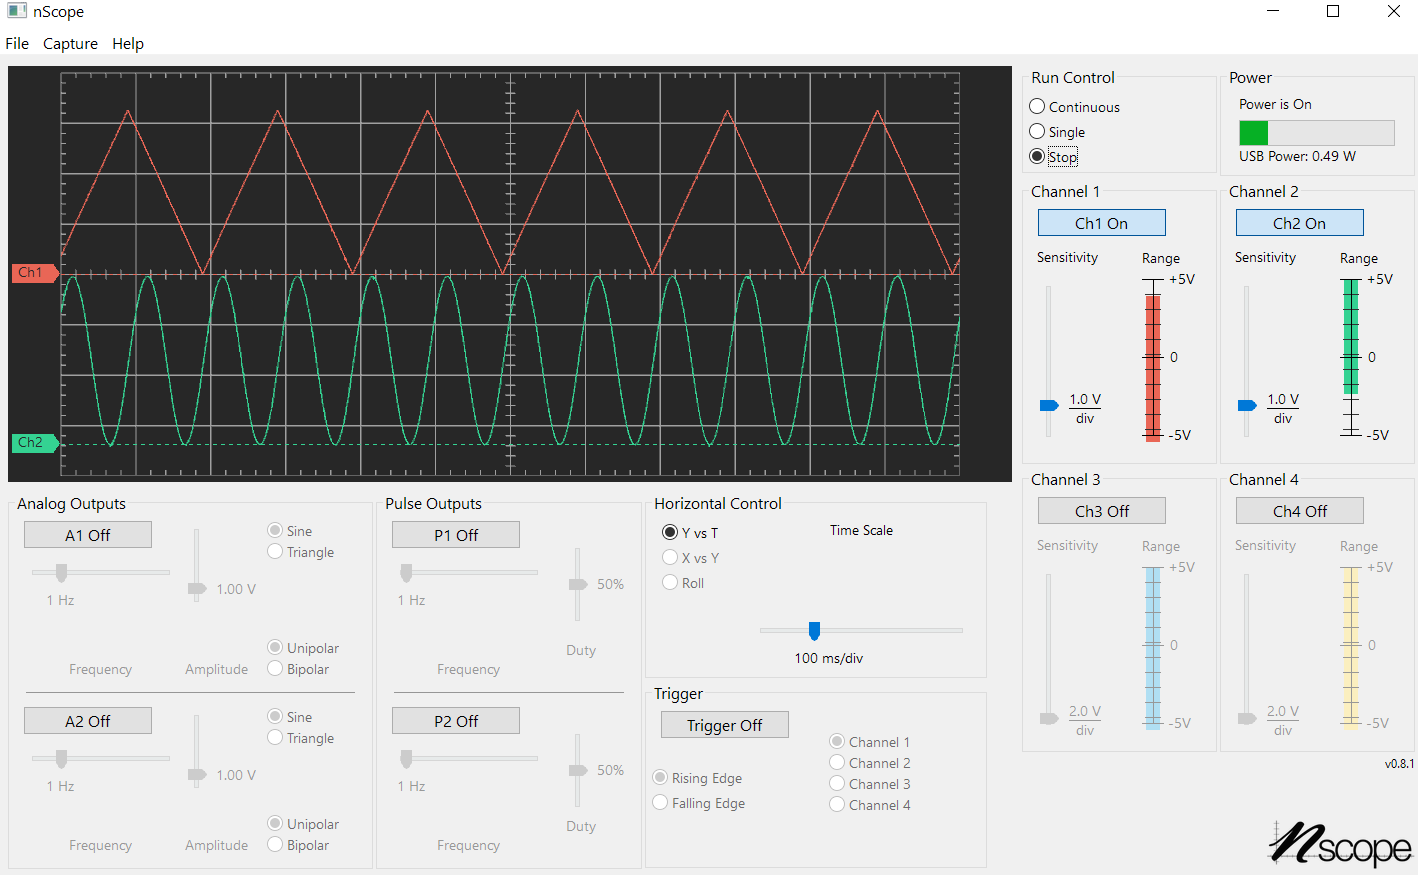 nScope
File Capture Help
Ch1
Ch2
Run Control
Continuous
Single
Stop
Power
Power is On
USB Power: 0.49 W
Channel 1
Ch1 On
Sensitivity
Range
+5V
0
-5V
1.0 V
div
Channel 2
Ch2 On
Sensitivity
Range
+5V
0
-5V
1.0 V
div
Channel 3
Ch3 Off
Sensitivity
Range
+5V
0
-5V
2.0 V
div
Channel 4
Ch4 Off
Sensitivity
Range
+5V
0
-5V
2.0 V
div
Analog Outputs
A1 Off
Sine
Triangle
1 Hz
1.00 V
Unipolar
Bipolar
Frequency
Amplitude
A2 Off
Sine
Triangle
1 Hz
1.00 V
Unipolar
Bipolar
Frequency
Amplitude
Pulse Outputs
P1 Off
1 Hz
50%
Duty
Frequency
P2 Off
1 Hz
50%
Duty
Frequency
Horizontal Control
Y vs T
X vs Y
Roll
Time Scale
100 ms/div
Trigger
Trigger Off
Rising Edge
Falling Edge
Channel 1
Channel 2
Channel 3
Channel 4
v0.8.1
nscope